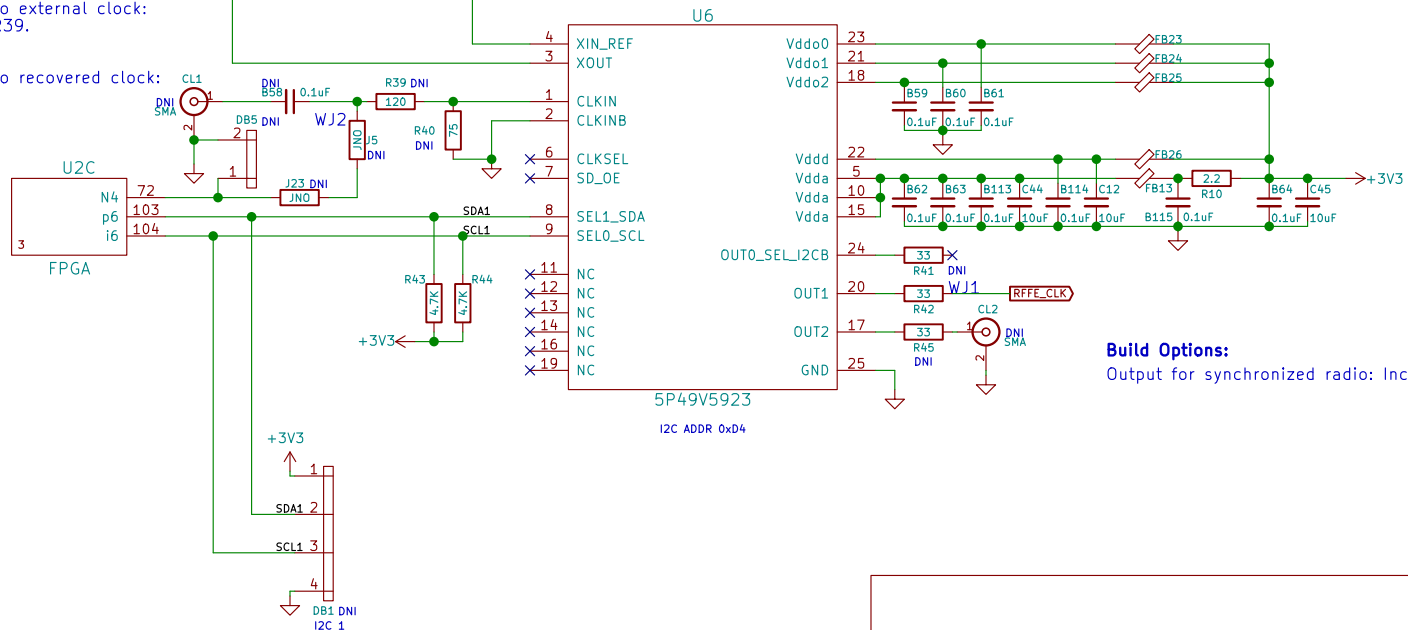 o external clock:
39.
o recovered clock:
U6
5P49V5923
I2C ADDR 0xD4
4 XIN_REF
3 XOUT
1 CLKIN
2 CLKINB
6 CLKSEL
7 SD_OE
8 SEL1_SDA
9 SEL0_SCL
11 NC
12 NC
13 NC
14 NC
16 NC
19 NC
Vddo0 23
Vddo1 21
Vddo2 18
Vddd 22
Vdda 5
Vdda 10
Vdda 15
OUT0_SEL_I2CB 24
OUT1 20
OUT2 17
GND 25
CL1
DNI
SMA
1
2
DNI
B58 0.1uF
DB5 DNI
2
1
WJ2
R39 DNI
120
R40
DNI
75
J5
DNI
JNO
J23 DNI
JNO
U2C
N4 72
p6 103
i6 104
3
FPGA
SDA1
SCL1
R43
4.7K
R44
4.7K
+3V3
+3V3
1
SDA1 2
SCL1 3
4
DB1 DNI
I2C 1
FB23
FB24
FB25
B59
0.1uF
B60
0.1uF
B61
0.1uF
FB26
FB13
2.2
R10
+3V3
B62
0.1uF
B63
0.1uF
B113
0.1uF
C44
10uF
B114
0.1uF
C12
10uF
B115 0.1uF
B64
0.1uF
C45
10uF
33
R41
DNI
WJ1
33
R42
RFFE_CLK
33
R45
DNI
CL2
DNI
SMA
1
2
Build Options:
Output for synchronized radio: Inc